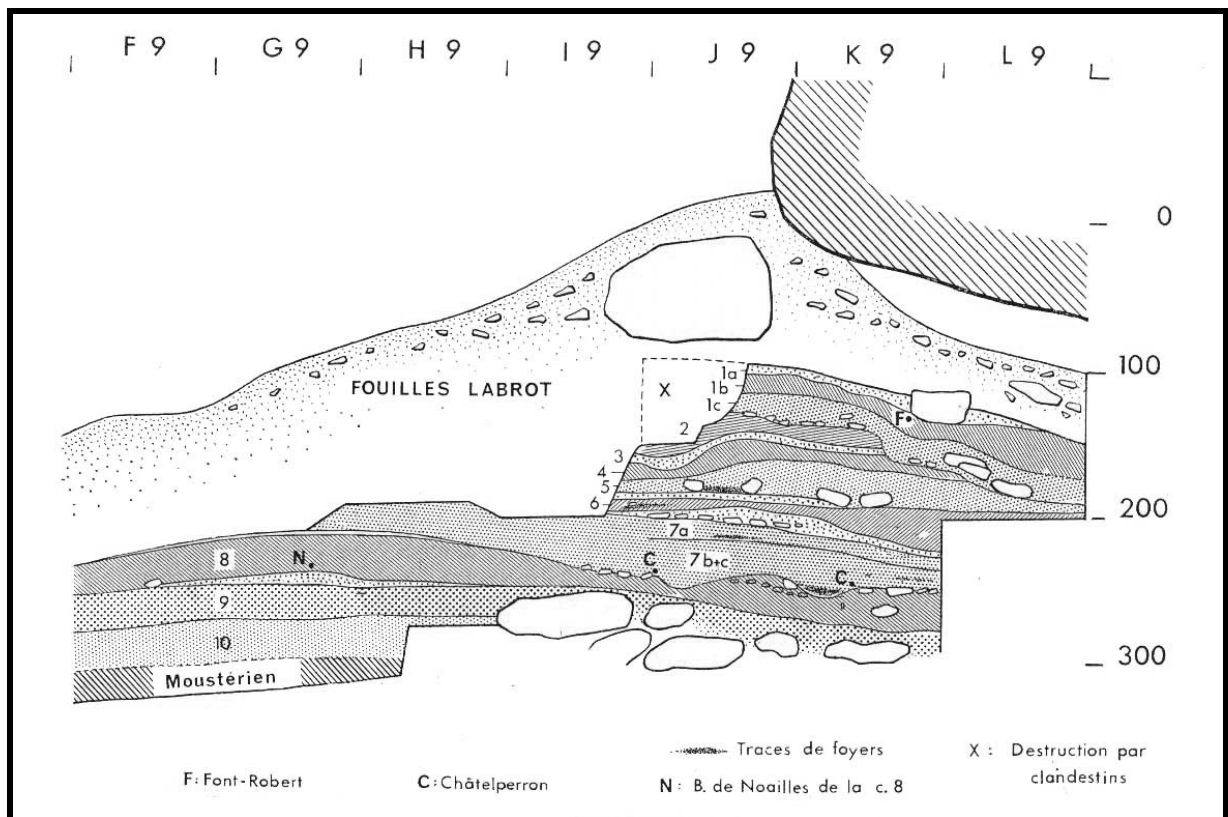 F 9 G 9 H 9 I 9 J 9 K 9 L 9
0
100
200
300
FOUILLES LABROT
X
1a
1b
1c
2
3
4
5
6
F
7a
7b+c
8
N
C
C
9
10
Moustérien
Traces de foyers
X : Destruction par
clandestins
F: Font-Robert
C: Châtelperron
N: B. de Noailles de la c. 8